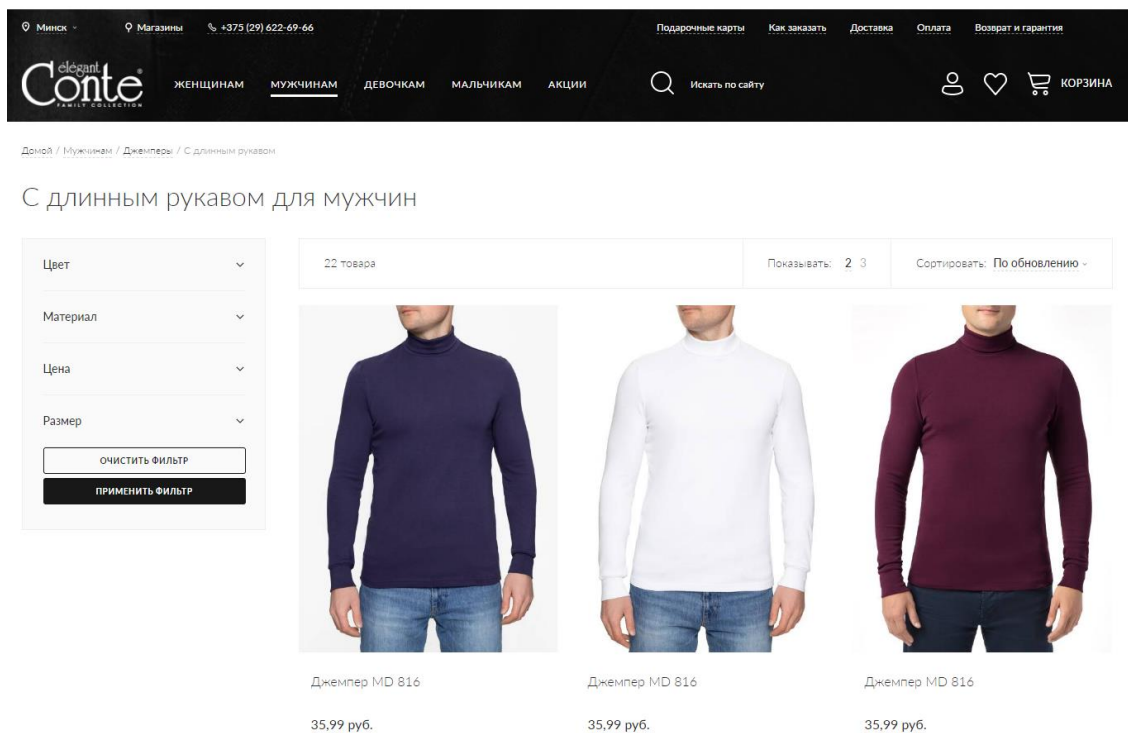 Минск
Магазины
+375 (29) 622-69-66
Подарочные карты
Как заказать
Доставка
Оплата
Возврат и гарантия
élégant
Conte
FAMILY COLLECTION
ЖЕНЩИНАМ
МУЖЧИНАМ
ДЕВОЧКАМ
МАЛЬЧИКАМ
АКЦИИ
Искать по сайту
КОРЗИНА
Домой / Мужчинам / Джемперы / С длинным рукавом
С длинным рукавом для мужчин
Цвет
Материал
Цена
Размер
ОЧИСТИТЬ ФИЛЬТР
ПРИМЕНИТЬ ФИЛЬТР
22 товара
Показывать: 2 3
Сортировать: По обновлению
Джемпер MD 816
35,99 руб.
Джемпер MD 816
35,99 руб.
Джемпер MD 816
35,99 руб.